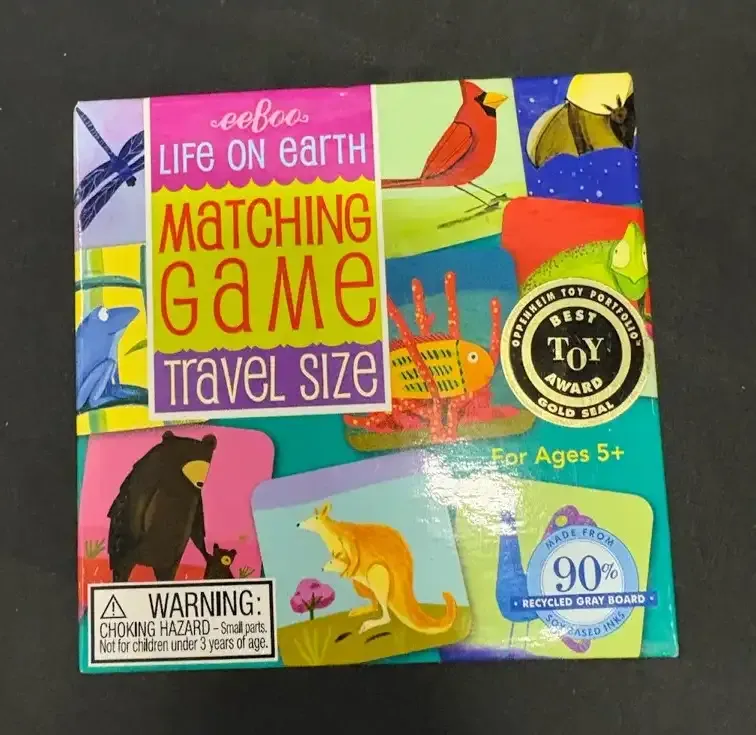 eeBoo
LIFE ON EARTH
MATCHING
GAME
TRAVEL SIZE
OPPENHEIM TOY PORTFOLIO™
BEST
TOY
AWARD
GOLD SEAL
For Ages 5+
MADE FROM
90%
• RECYCLED GRAY BOARD •
SOY BASED INKS
WARNING:
CHOKING HAZARD – Small parts.
Not for children under 3 years of age.